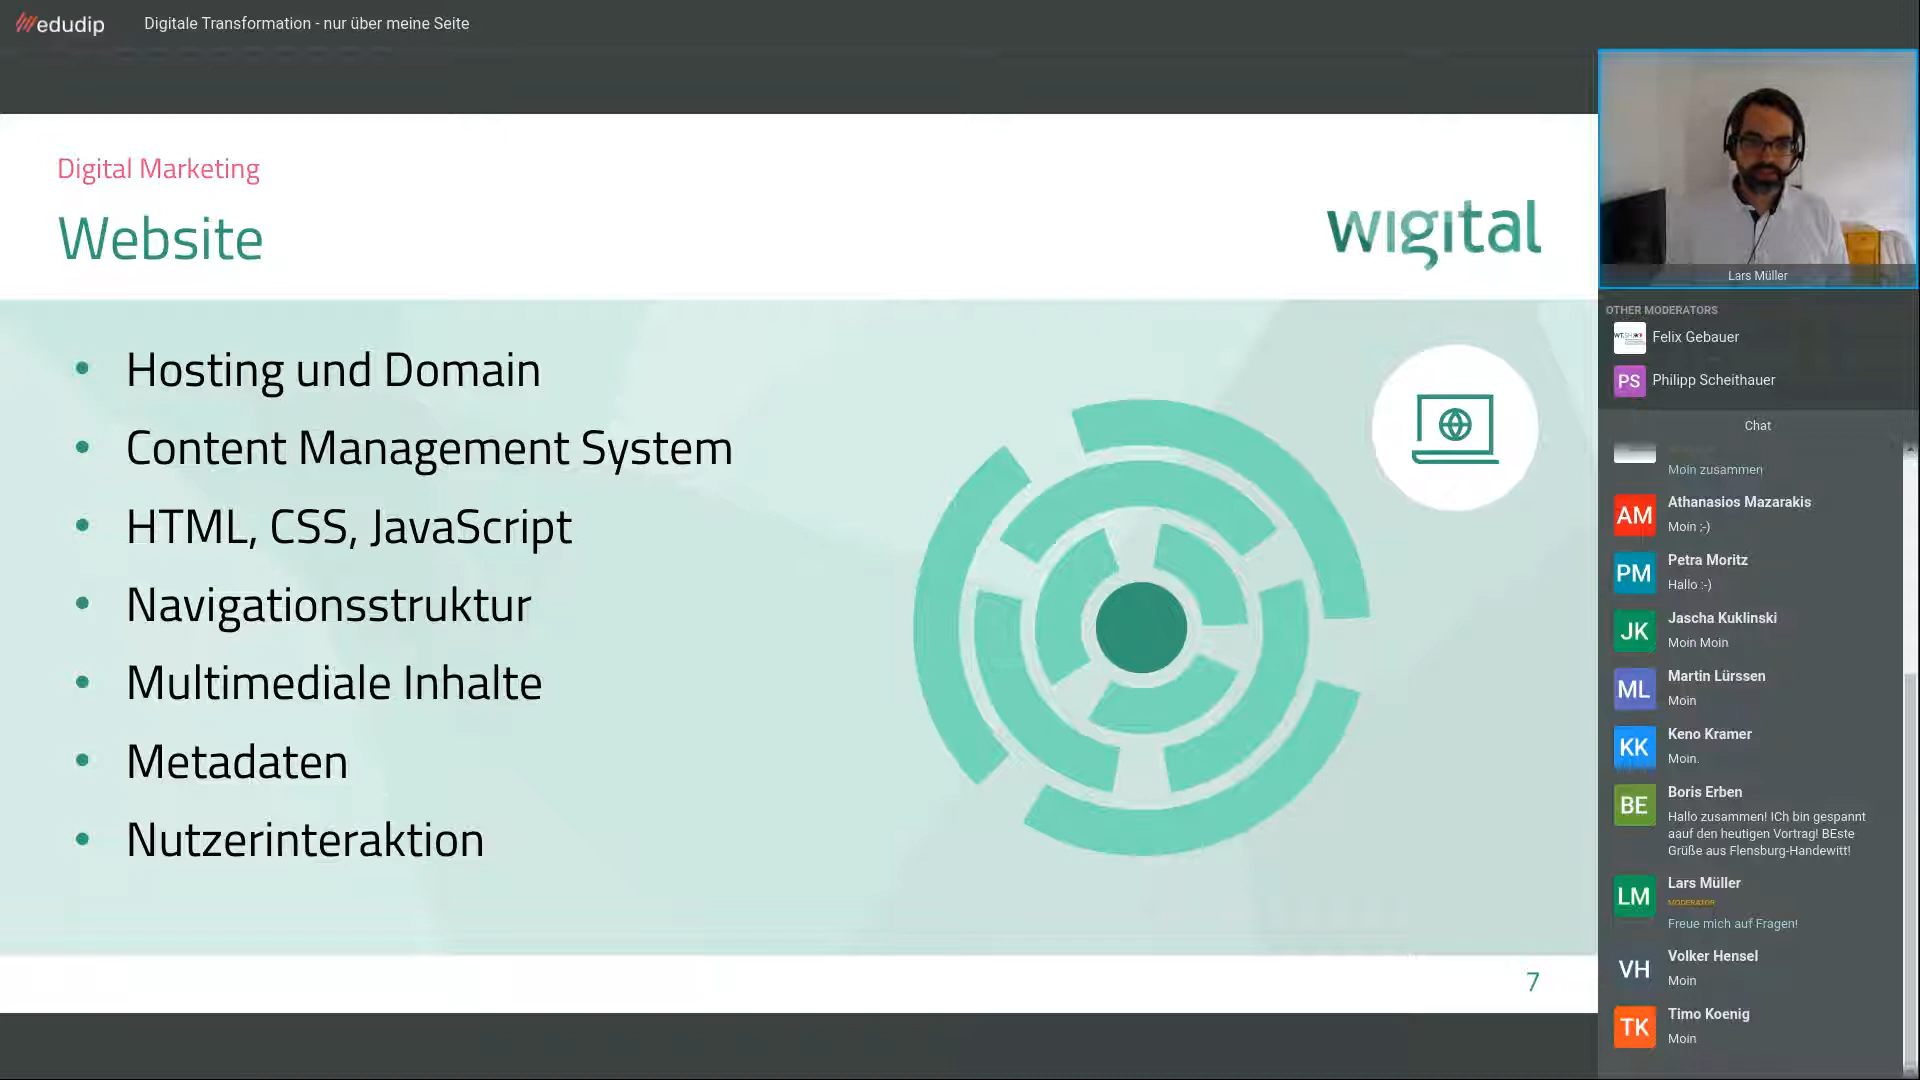 edudip
Digitale Transformation - nur über meine Seite
Digital Marketing
Website
wigital
• Hosting und Domain
• Content Management System
• HTML, CSS, JavaScript
• Navigationsstruktur
• Multimediale Inhalte
• Metadaten
• Nutzerinteraktion
7
Lars Müller
OTHER MODERATORS
Felix Gebauer
PS Philipp Scheithauer
Chat
Moin zusammen
AM Athanasios Mazarakis
Moin ;-)
PM Petra Moritz
Hallo :-)
JK Jascha Kuklinski
Moin Moin
ML Martin Lürssen
Moin
KK Keno Kramer
Moin.
BE Boris Erben
Hallo zusammen! ICh bin gespannt
aauf den heutigen Vortrag! BEste
Grüße aus Flensburg-Handewitt!
LM Lars Müller
MODERATOR
Freue mich auf Fragen!
VH Volker Hensel
Moin
TK Timo Koenig
Moin